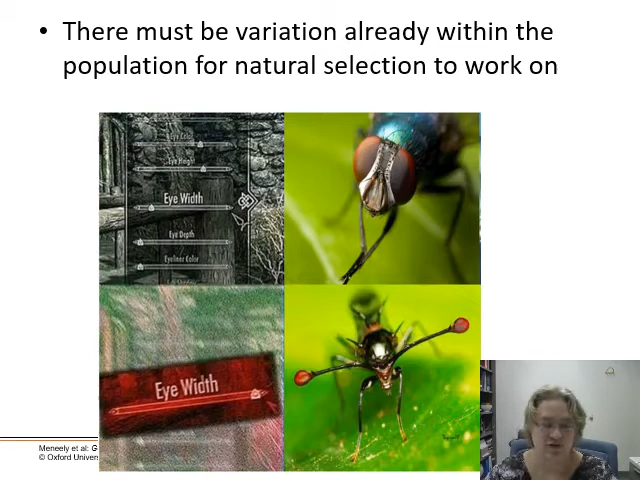 • There must be variation already within the
population for natural selection to work on
Eye Color
Eye Height
Eye Width
Eye Depth
Eyeliner Color
Eye Width
Meneely et al: G
© Oxford Univers